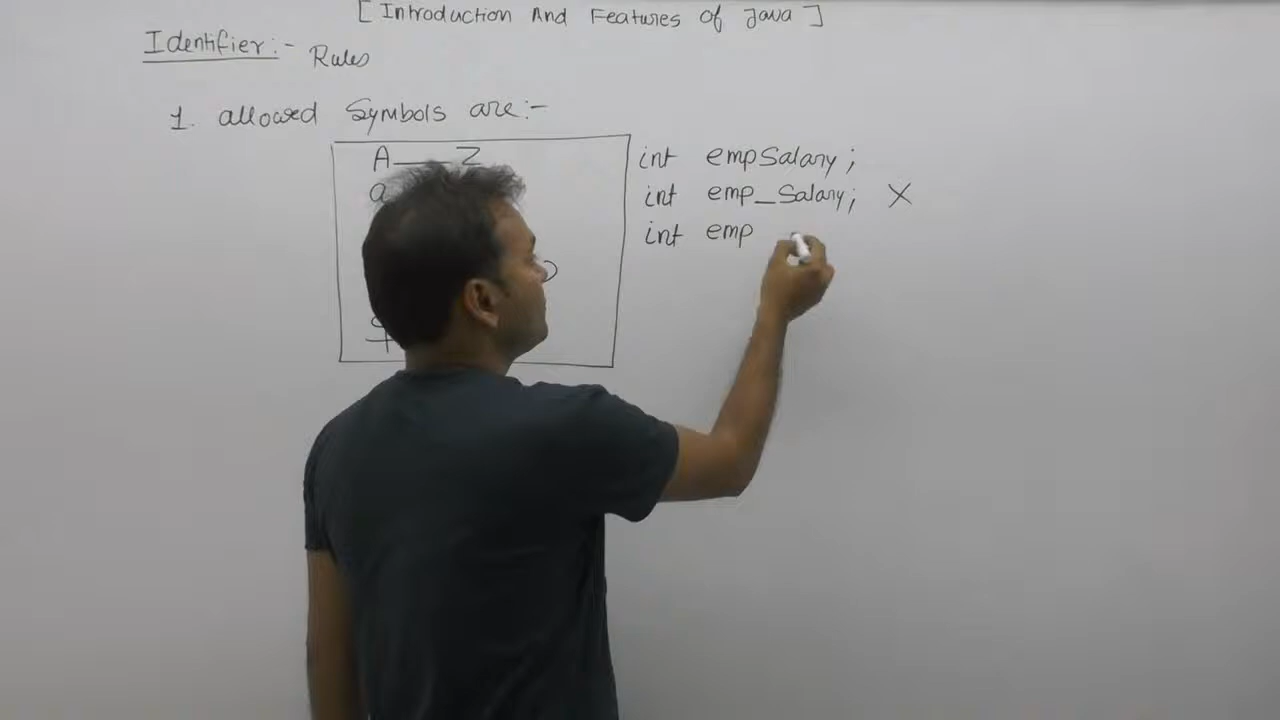 [ Introduction And Features of Java ]
Identifier:- Rules
1. allowed Symbols are:-
A—Z
a
int empSalary;
int emp_Salary; X
int emp